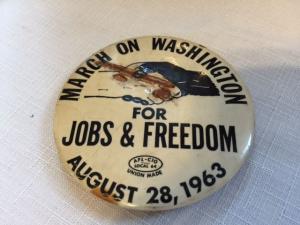 MARCH ON WASHINGTON
FOR
JOBS & FREEDOM
AFL-CIO
LOCAL 64
UNION MADE
AUGUST 28, 1963